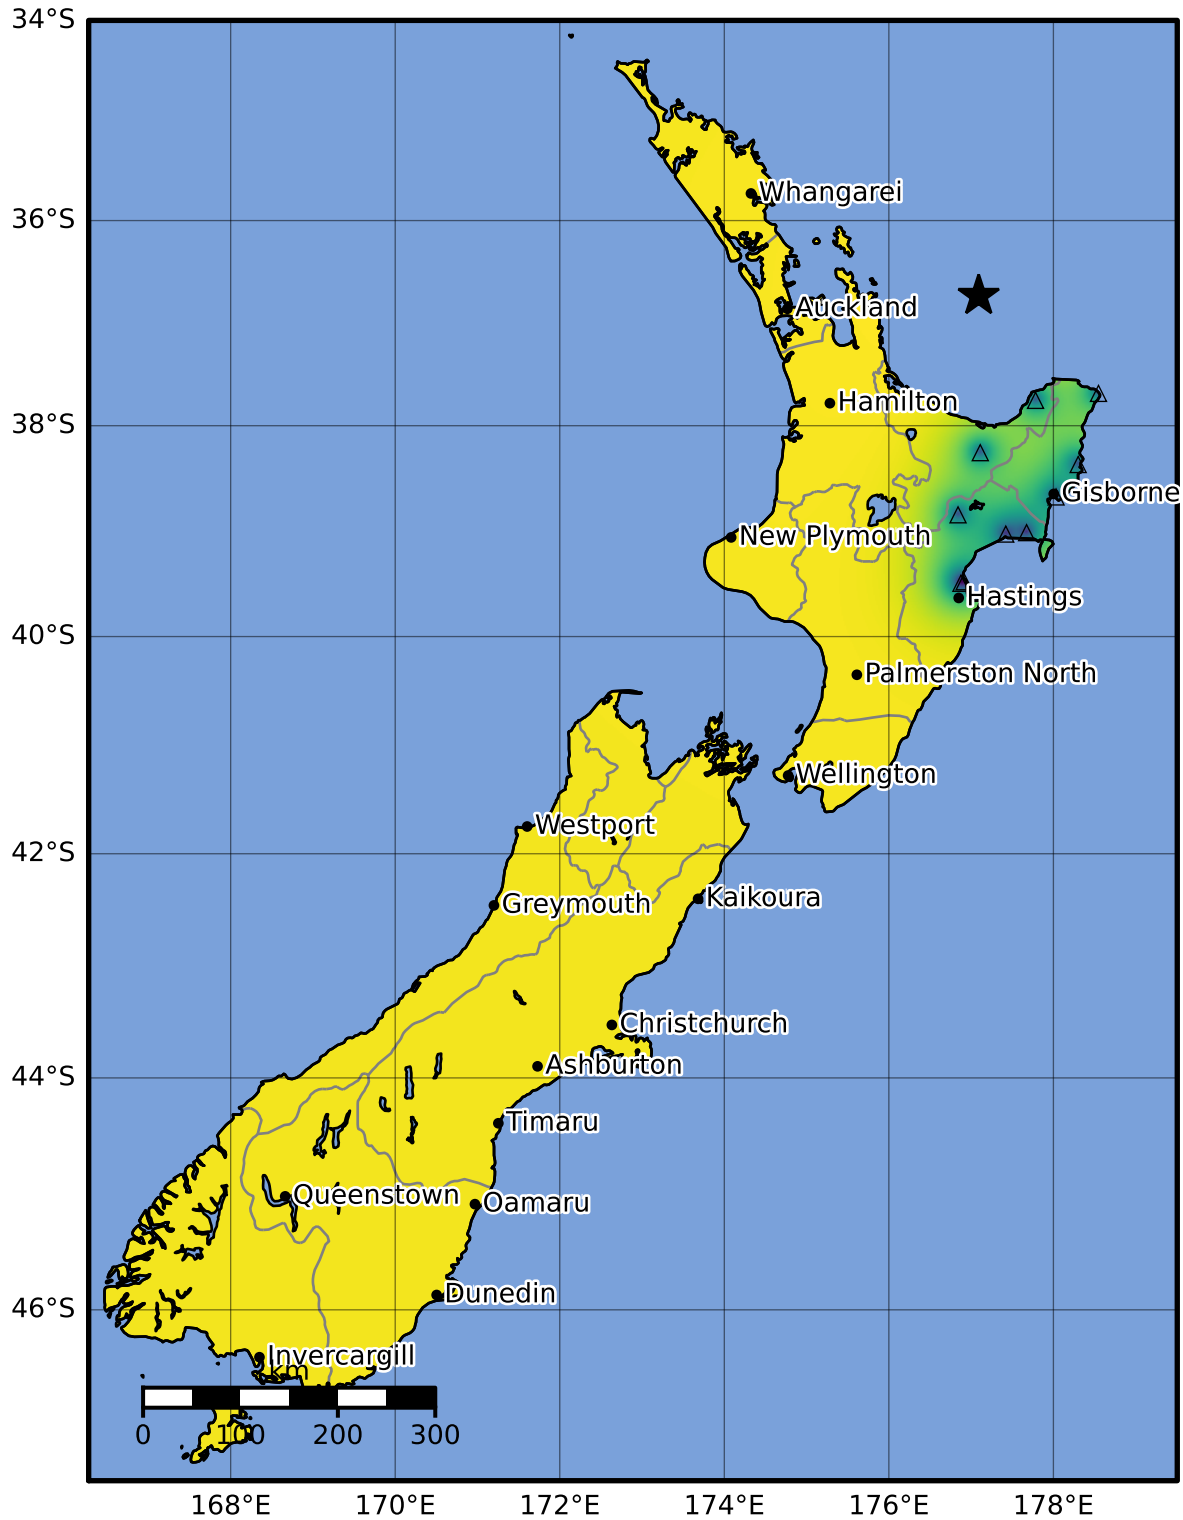 34°S
Whangarei
36°S
Auckland
Hamilton
38°S
Gisborne
New Plymouth
Hastings
40°S
Palmerston North
Wellington
Westport
42°S
Kaikoura
Greymouth
Christchurch
Ashburton
44°S
Timaru
Queenstown
Oamaru
Dunedin
46°S
Invercargill
km
0 100 200 300
168°E 170°E 172°E 174°E 176°E 178°E